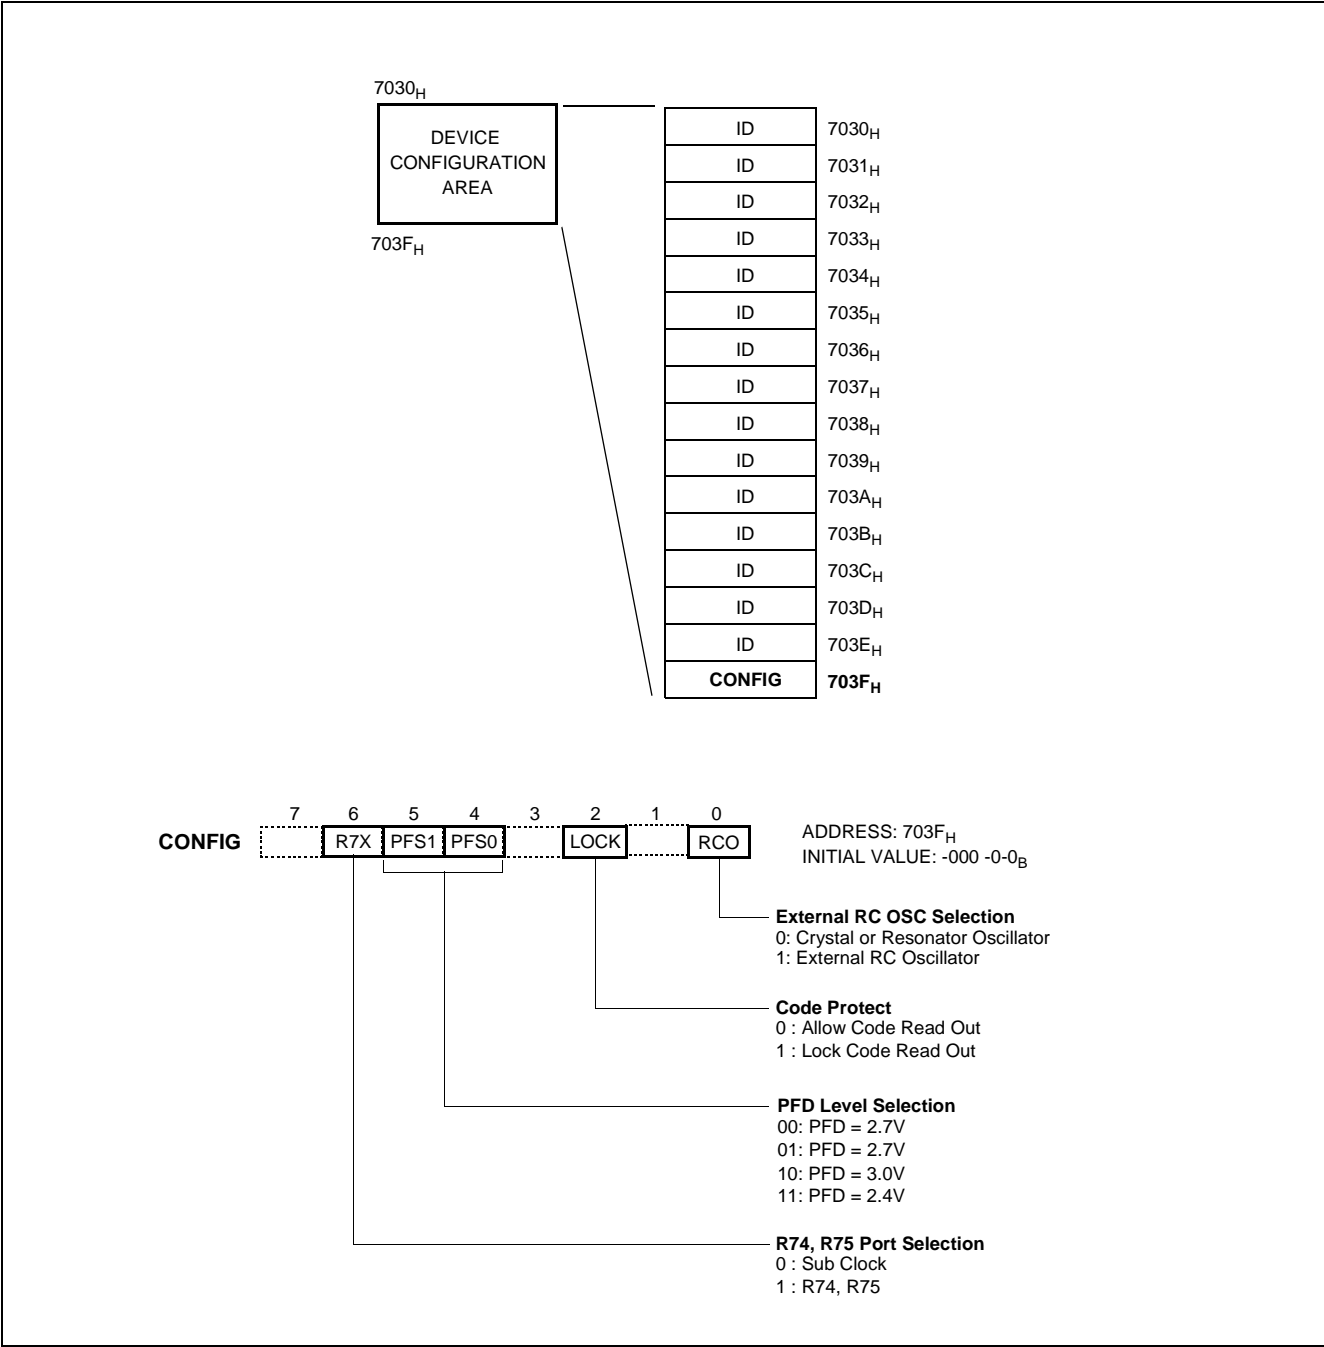 7030H
DEVICE
CONFIGURATION
AREA
703FH
ID 7030H
ID 7031H
ID 7032H
ID 7033H
ID 7034H
ID 7035H
ID 7036H
ID 7037H
ID 7038H
ID 7039H
ID 703AH
ID 703BH
ID 703CH
ID 703DH
ID 703EH
CONFIG 703FH
7 6 5 4 3 2 1 0
CONFIG R7X PFS1 PFS0 LOCK RCO
ADDRESS: 703FH
INITIAL VALUE: -000 -0-0B
External RC OSC Selection
0: Crystal or Resonator Oscillator
1: External RC Oscillator
Code Protect
0 : Allow Code Read Out
1 : Lock Code Read Out
PFD Level Selection
00: PFD = 2.7V
01: PFD = 2.7V
10: PFD = 3.0V
11: PFD = 2.4V
R74, R75 Port Selection
0 : Sub Clock
1 : R74, R75